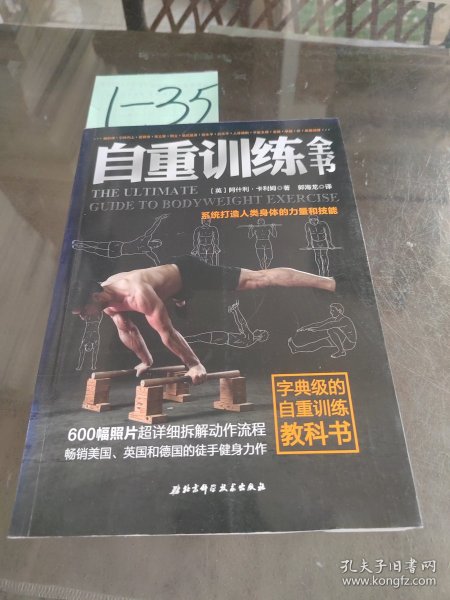 1-35
自重训练全书
THE ULTIMATE
GUIDE TO BODYWEIGHT EXERCISE
［英］阿什利·卡利姆◎著 郭海龙◎译
系统打造人类身体的力量和技能
字典级的
自重训练
教科书
600幅照片超详细拆解动作流程
畅销美国、英国和德国的徒手健身力作
北京科学技术出版社
孔夫子旧书网
www.kongfz.com